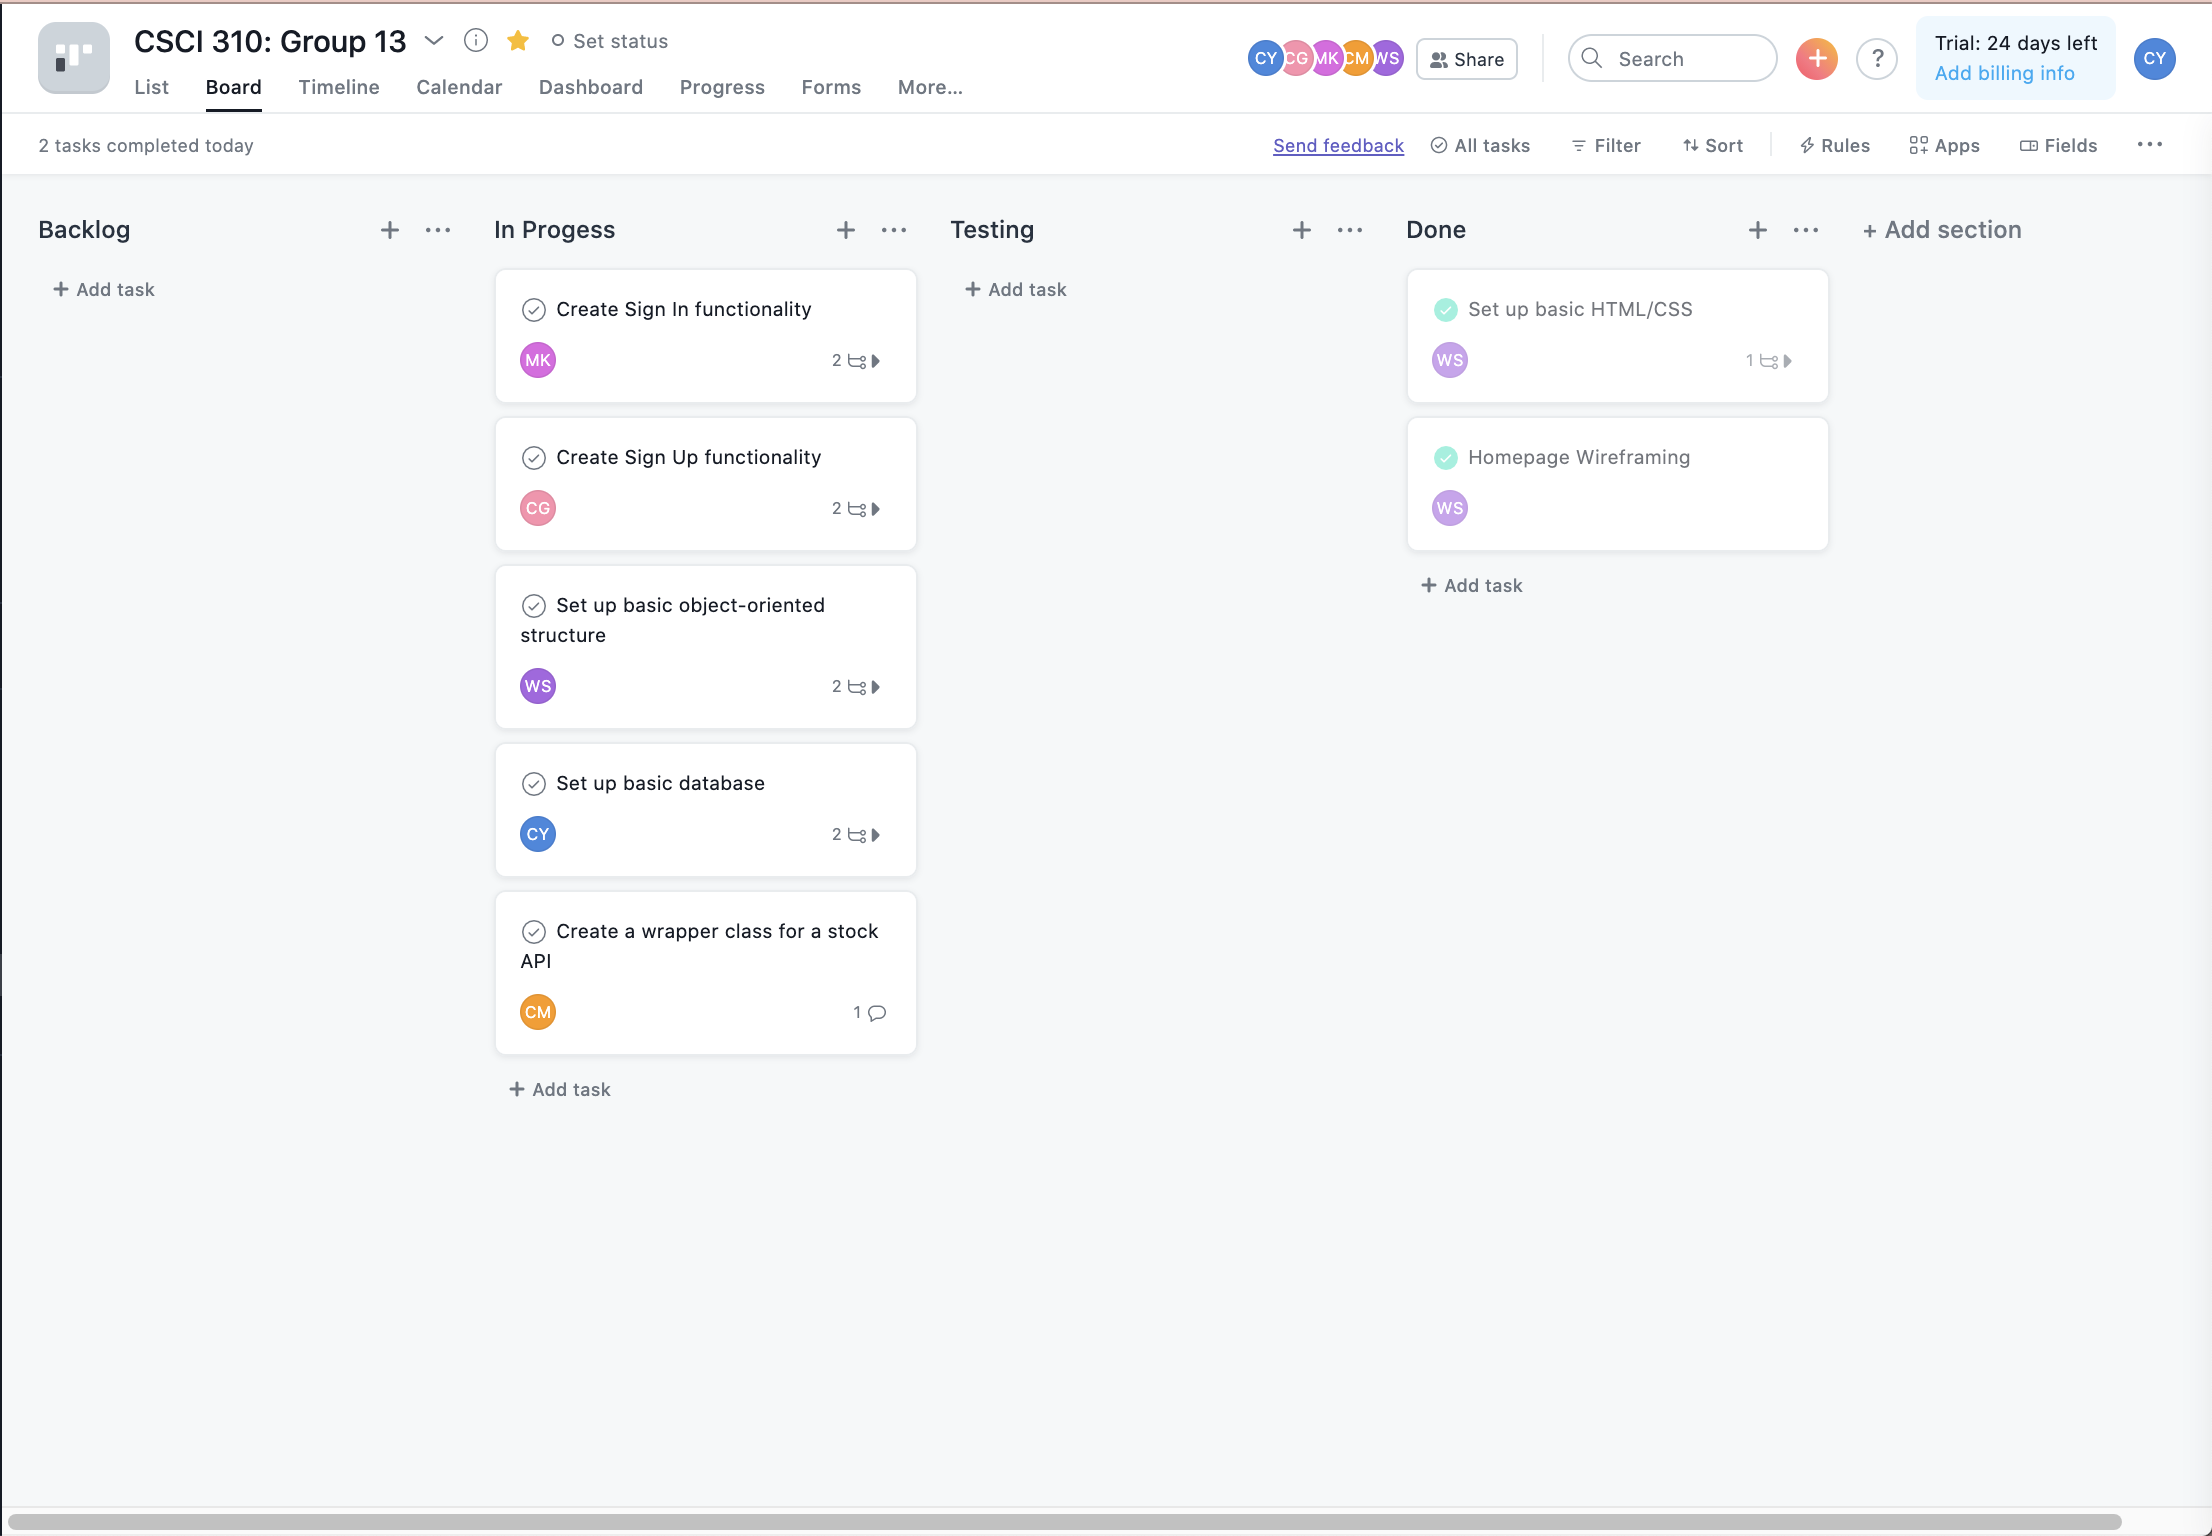 CSCI 310: Group 13
Set status
List Board Timeline Calendar Dashboard Progress Forms More...
CY CG MK CM WS
Share
Search
?
Trial: 24 days left
Add billing info
CY
2 tasks completed today
Send feedback All tasks Filter Sort Rules Apps Fields
Backlog
+ Add task
In Progess
Create Sign In functionality
MK 2
Create Sign Up functionality
CG 2
Set up basic object-oriented
structure
WS 2
Set up basic database
CY 2
Create a wrapper class for a stock
API
CM 1
+ Add task
Testing
+ Add task
Done
Set up basic HTML/CSS
WS 1
Homepage Wireframing
WS
+ Add task
+ Add section